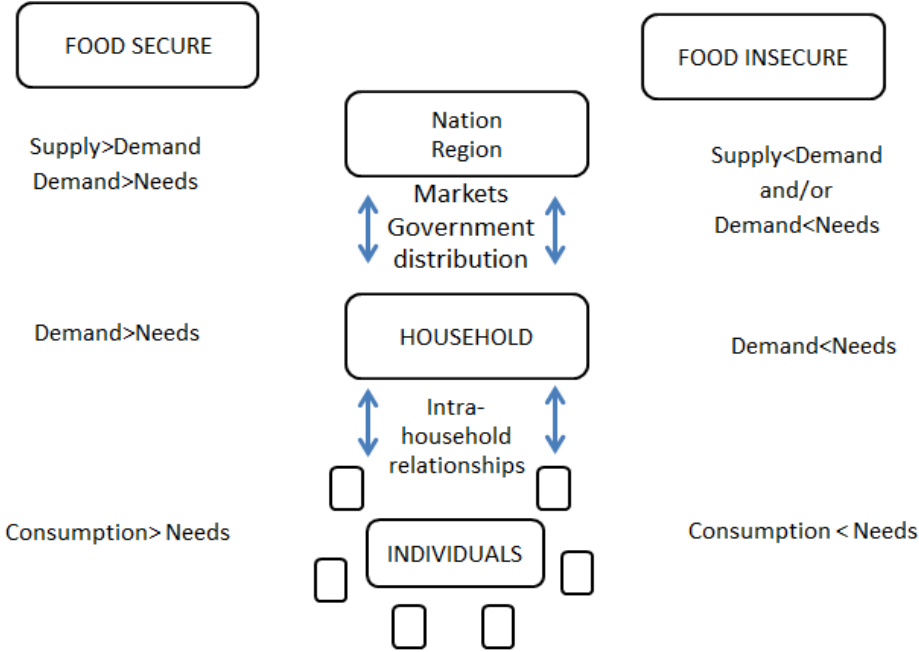 FOOD SECURE
FOOD INSECURE
Nation
Region
Supply>Demand
Demand>Needs
Supply<Demand
and/or
Demand<Needs
Markets
Government
distribution
Demand>Needs
HOUSEHOLD
Demand<Needs
Intra-
household
relationships
Consumption> Needs
INDIVIDUALS
Consumption < Needs